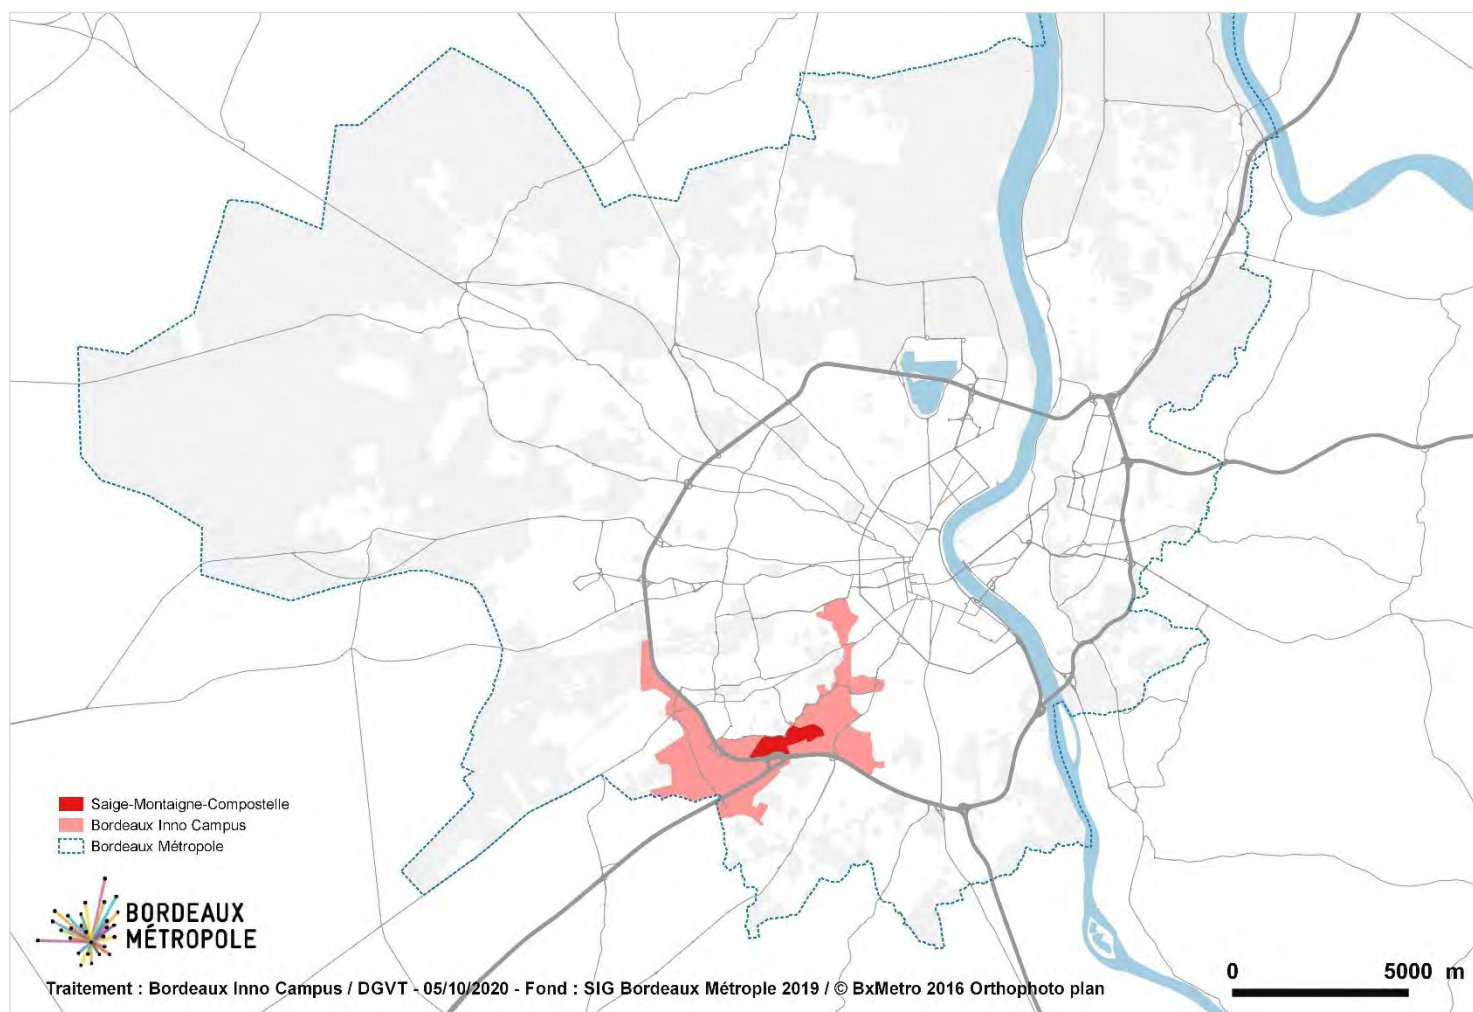 Saige-Montaigne-Compostelle
Bordeaux Inno Campus
Bordeaux Métropole
BORDEAUX
MÉTROPOLE
0 5000 m
Traitement : Bordeaux Inno Campus / DGVT - 05/10/2020 - Fond : SIG Bordeaux Métrople 2019 / © BxMetro 2016 Orthophoto plan